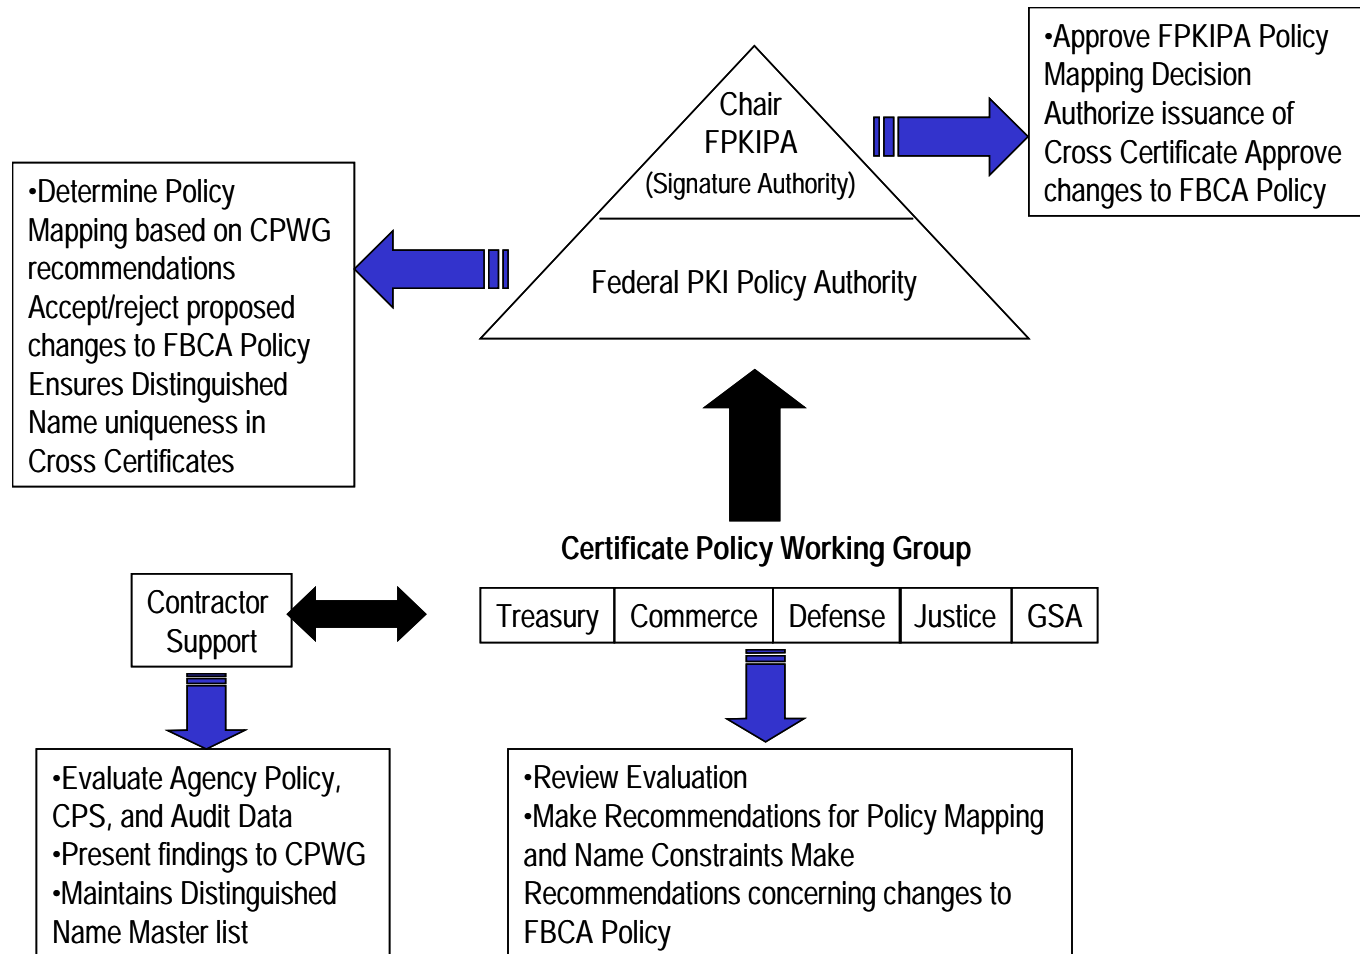 Chair
FPKIPA
(Signature Authority)
Federal PKI Policy Authority
•Approve FPKIPA Policy
Mapping Decision
Authorize issuance of
Cross Certificate Approve
changes to FBCA Policy
•Determine Policy
Mapping based on CPWG
recommendations
Accept/reject proposed
changes to FBCA Policy
Ensures Distinguished
Name uniqueness in
Cross Certificates
Certificate Policy Working Group
Contractor
Support
Treasury Commerce Defense Justice GSA
•Evaluate Agency Policy,
CPS, and Audit Data
•Present findings to CPWG
•Maintains Distinguished
Name Master list
•Review Evaluation
•Make Recommendations for Policy Mapping
and Name Constraints Make
Recommendations concerning changes to
FBCA Policy